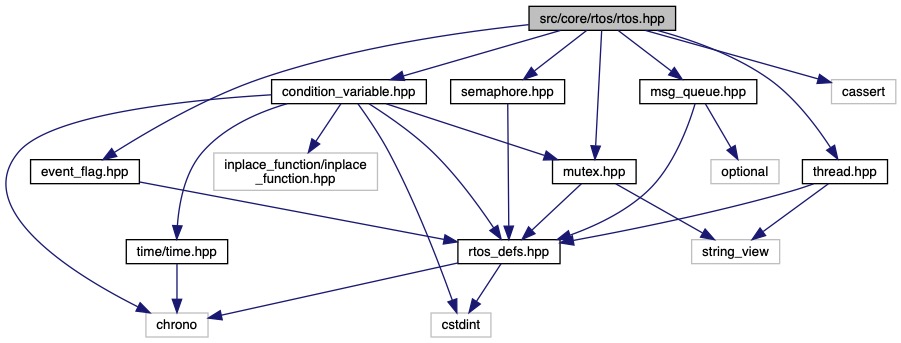 src/core/rtos/rtos.hpp
condition_variable.hpp
semaphore.hpp
msg_queue.hpp
cassert
event_flag.hpp
inplace_function/inplace
_function.hpp
mutex.hpp
optional
thread.hpp
time/time.hpp
rtos_defs.hpp
string_view
chrono
cstdint